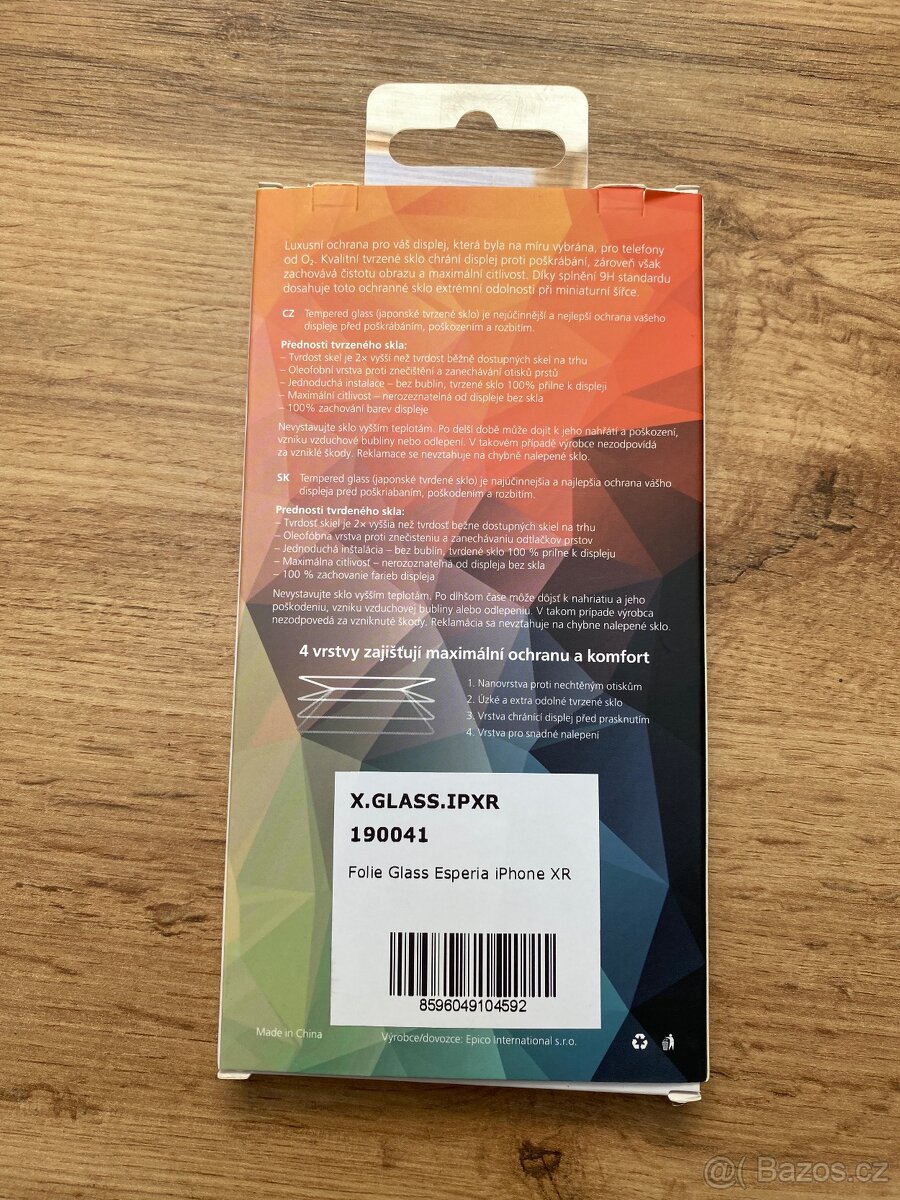 Luxusní ochrana pro váš displej, která byla na míru vybrána, pro telefony
od O₂. Kvalitní tvrzené sklo chrání displej proti poškrábání, zároveň však
zachovává čistotu obrazu a maximální citlivost. Díky splnění 9H standardu
dosahuje toto ochranné sklo extrémní odolnosti při miniaturní šířce.
CZ Tempered glass (japonské tvrzené sklo) je nejúčinnější a nejlepší ochrana vašeho
displeje před poškrábáním, poškozením a rozbitím.
Přednosti tvrzeného skla:
– Tvrdost skel je 2× vyšší než tvrdost běžně dostupných skel na trhu
– Oleofobní vrstva proti znečištění a zanechávání otisků prstů
– Jednoduchá instalace – bez bublin, tvrzené sklo 100% přilne k displeji
– Maximální citlivost – nerozeznatelná od displeje bez skla
– 100% zachování barev displeje
Nevystavujte sklo vyšším teplotám. Po delší době může dojít k jeho nahřátí a poškození,
vzniku vzduchové bubliny nebo odlepení. V takovém případě výrobce nezodpovídá
za vzniklé škody. Reklamace se nevztahuje na chybně nalepené sklo.
SK Tempered glass (japonské tvrdené sklo) je najúčinnejšia a najlepšia ochrana vášho
displeja pred poškriabaním, poškodením a rozbitím.
Prednosti tvrdeného skla:
– Tvrdosť skiel je 2× vyššia než tvrdosť bežne dostupných skiel na trhu
– Oleofóbna vrstva proti znečisteniu a zanechávaniu odtlačkov prstov
– Jednoduchá inštalácia – bez bublín, tvrdené sklo 100 % priľne k displeju
– Maximálna citlivosť – nerozoznateľná od displeja bez skla
– 100 % zachovanie farieb displeja
Nevystavujte sklo vyšším teplotám. Po dlhšom čase môže dôjsť k nahriatiu a jeho
poškodeniu, vzniku vzduchovej bubliny alebo odlepeniu. V takom prípade výrobca
nezodpovedá za vzniknuté škody. Reklamácia sa nevzťahuje na chybne nalepené sklo.
4 vrstvy zajišťují maximální ochranu a komfort
1. Nanovrstva proti nechtěným otiskům
2. Úzké a extra odolné tvrzené sklo
3. Vrstva chránící displej před prasknutím
4. Vrstva pro snadné nalepení
X.GLASS.IPXR
190041
Folie Glass Esperia iPhone XR
8596049104592
Made in China
Výrobce/dovozce: Epico International s.r.o.
@( Bazos.cz